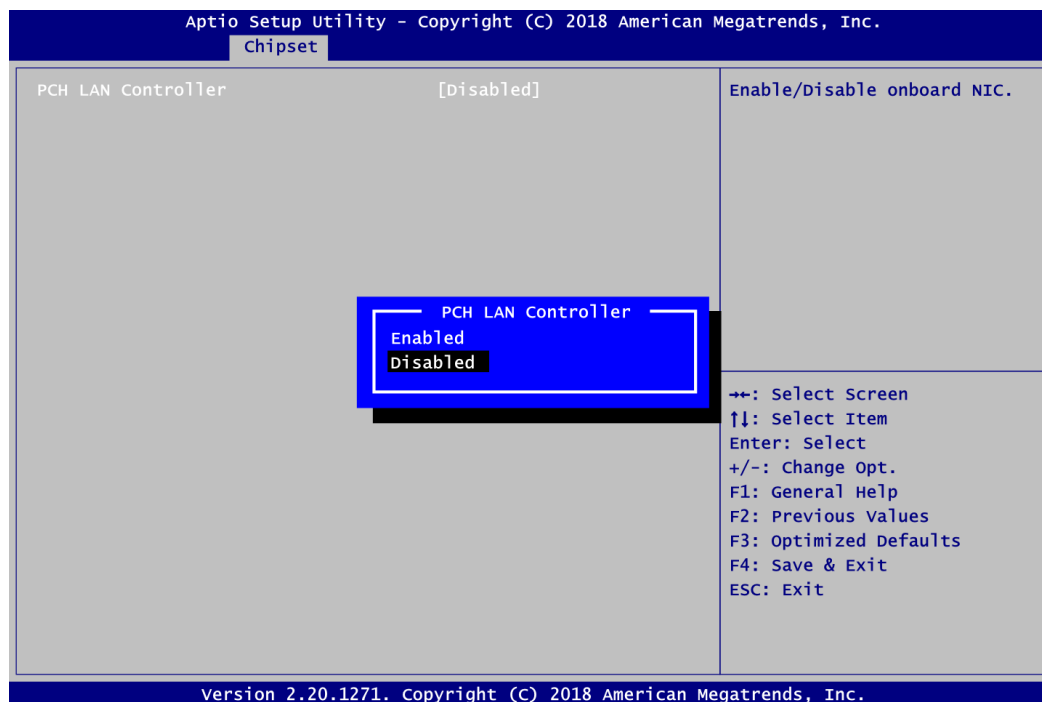 Aptio Setup Utility – Copyright (C) 2018 American Megatrends, Inc.
Chipset
PCH LAN Controller [Disabled]
Enable/Disable onboard NIC.
PCH LAN Controller
Enabled
Disabled
→←: Select Screen
↑↓: Select Item
Enter: Select
+/-: Change Opt.
F1: General Help
F2: Previous Values
F3: Optimized Defaults
F4: Save & Exit
ESC: Exit
Version 2.20.1271. Copyright (C) 2018 American Megatrends, Inc.